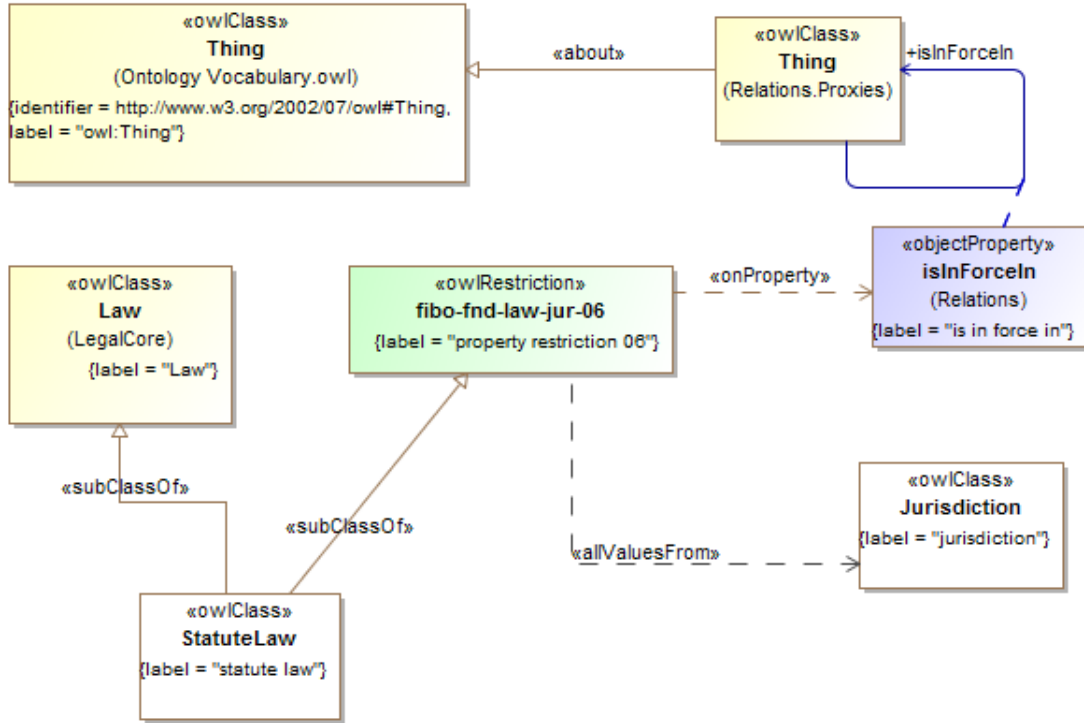 «owlClass»
Thing
(Ontology Vocabulary.owl)
{identifier = http://www.w3.org/2002/07/owl#Thing,
label = "owl:Thing"}
«about»
«owlClass»
Thing
(Relations.Proxies)
+isInForceIn
«objectProperty»
isInForceIn
(Relations)
{label = "is in force in"}
«owlClass»
Law
(LegalCore)
{label = "Law"}
«owlRestriction»
fibo-fnd-law-jur-06
{label = "property restriction 06"}
«onProperty»
«subClassOf»
«subClassOf»
«allValuesFrom»
«owlClass»
Jurisdiction
{label = "jurisdiction"}
«owlClass»
StatuteLaw
{label = "statute law"}